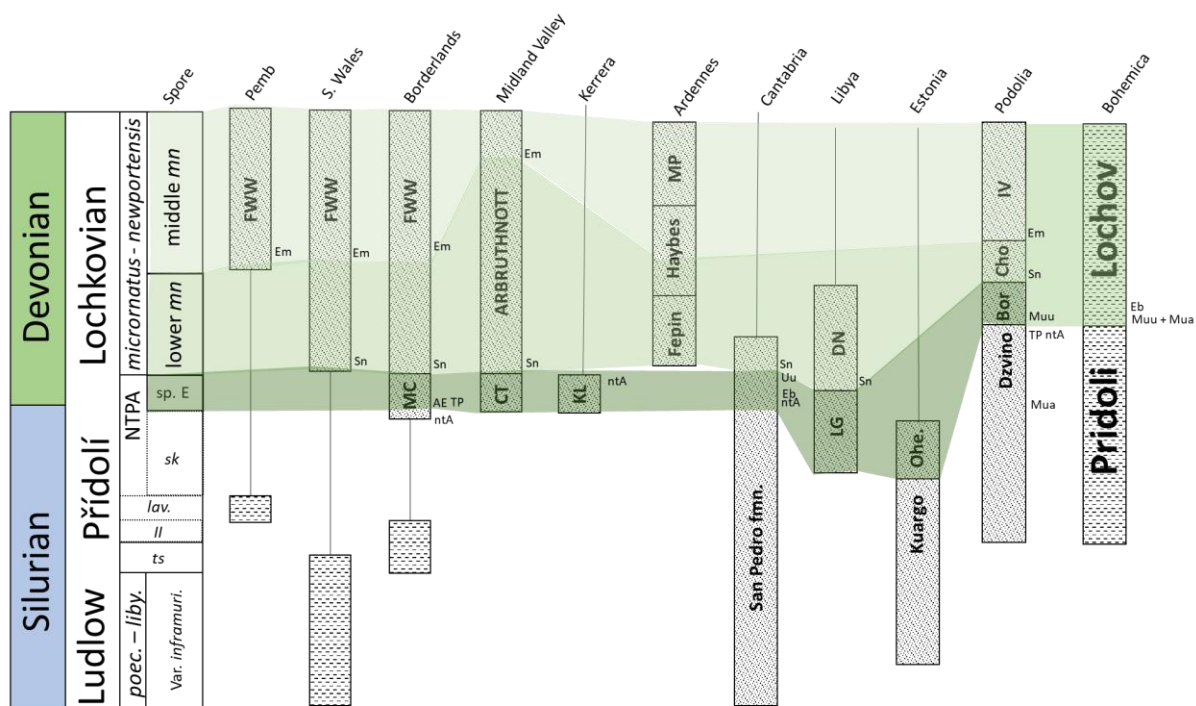 Spore
Pemb
S. Wales
Borderlands
Midland Valley
Kerrera
Ardennes
Cantabria
Libya
Estonia
Podolia
Bohemica
Devonian
Silurian
Lochkovian
Přídolí
Ludlow
micrornatus - newportensis
NTPA
poec. – liby.
middle mn
lower mn
sp. E
sk
lav.
II
ts
Var. inframuri.
FWW
Em
FWW
Em
Sn
FWW
Em
Sn
MC
AE TP
ntA
Em
ARBRUTHNOTT
Sn
CT
KL
ntA
MP
Haybes
Fepin
Sn
Uu
Eb
ntA
San Pedro fmn.
DN
Sn
LG
Ohe.
Kuargo
IV
Em
Cho
Sn
Bor
Muu
TP ntA
Dzvino
Mua
Lochov
Eb
Muu + Mua
Prídoli